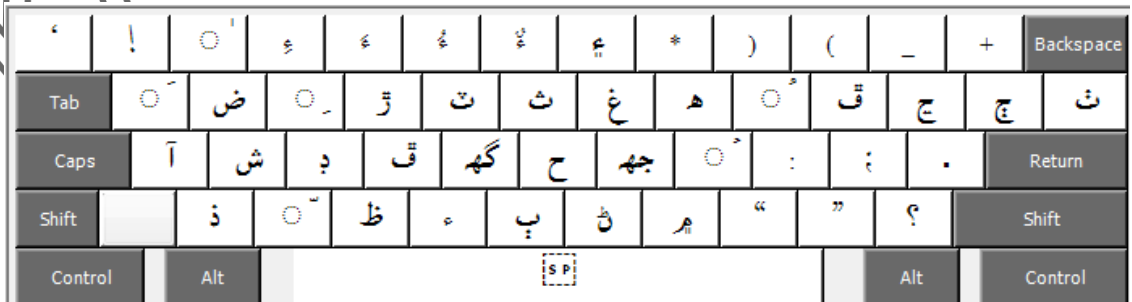 ‘ ! ◌ٰ ءِ ءَ ءُ ءٌ ۽ * ) ( _ + Backspace
Tab ◌َ ض ◌ِ ڙ ٽ ث غ ھ ◌ُ ڦ ڃ ڄ ٺ
Caps آ ش ڊ ڦ گھ ح جھ : . Return
Shift ذ ◌ّ ظ ء ٻ ڻ ۾ “ ” ؟ Shift
Control Alt SP Alt Control